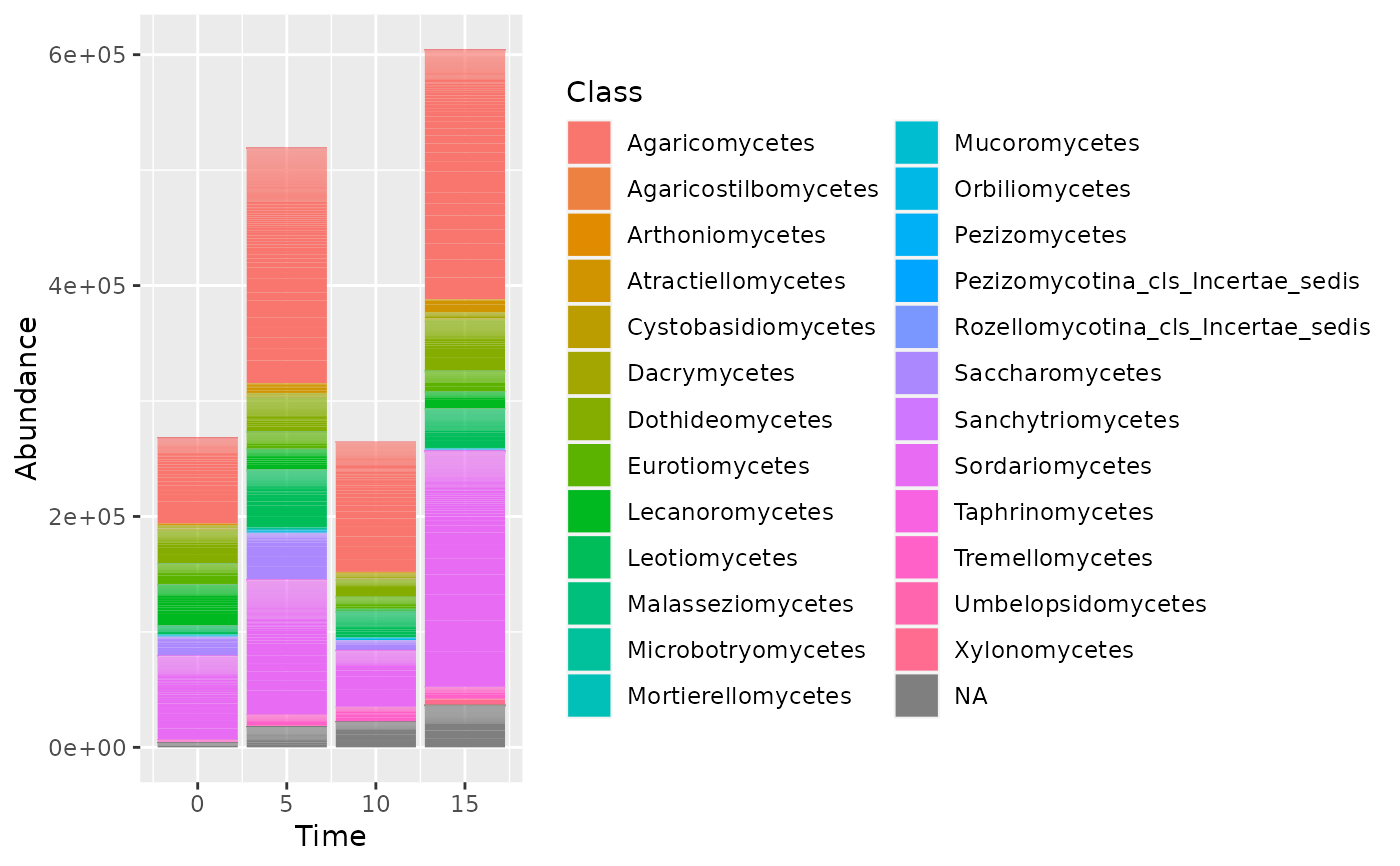 6e+05
4e+05
2e+05
0e+00
Abundance
0 5 10 15
Time
Class
Agaricomycetes
Agaricostilbomycetes
Arthoniomycetes
Atractiellomycetes
Cystobasidiomycetes
Dacrymycetes
Dothideomycetes
Eurotiomycetes
Lecanoromycetes
Leotiomycetes
Malasseziomycetes
Microbotryomycetes
Mortierellomycetes
Mucoromycetes
Orbiliomycetes
Pezizomycetes
Pezizomycotina_cls_Incertae_sedis
Rozellomycotina_cls_Incertae_sedis
Saccharomycetes
Sanchytriomycetes
Sordariomycetes
Taphrinomycetes
Tremellomycetes
Umbelopsidomycetes
Xylonomycetes
NA